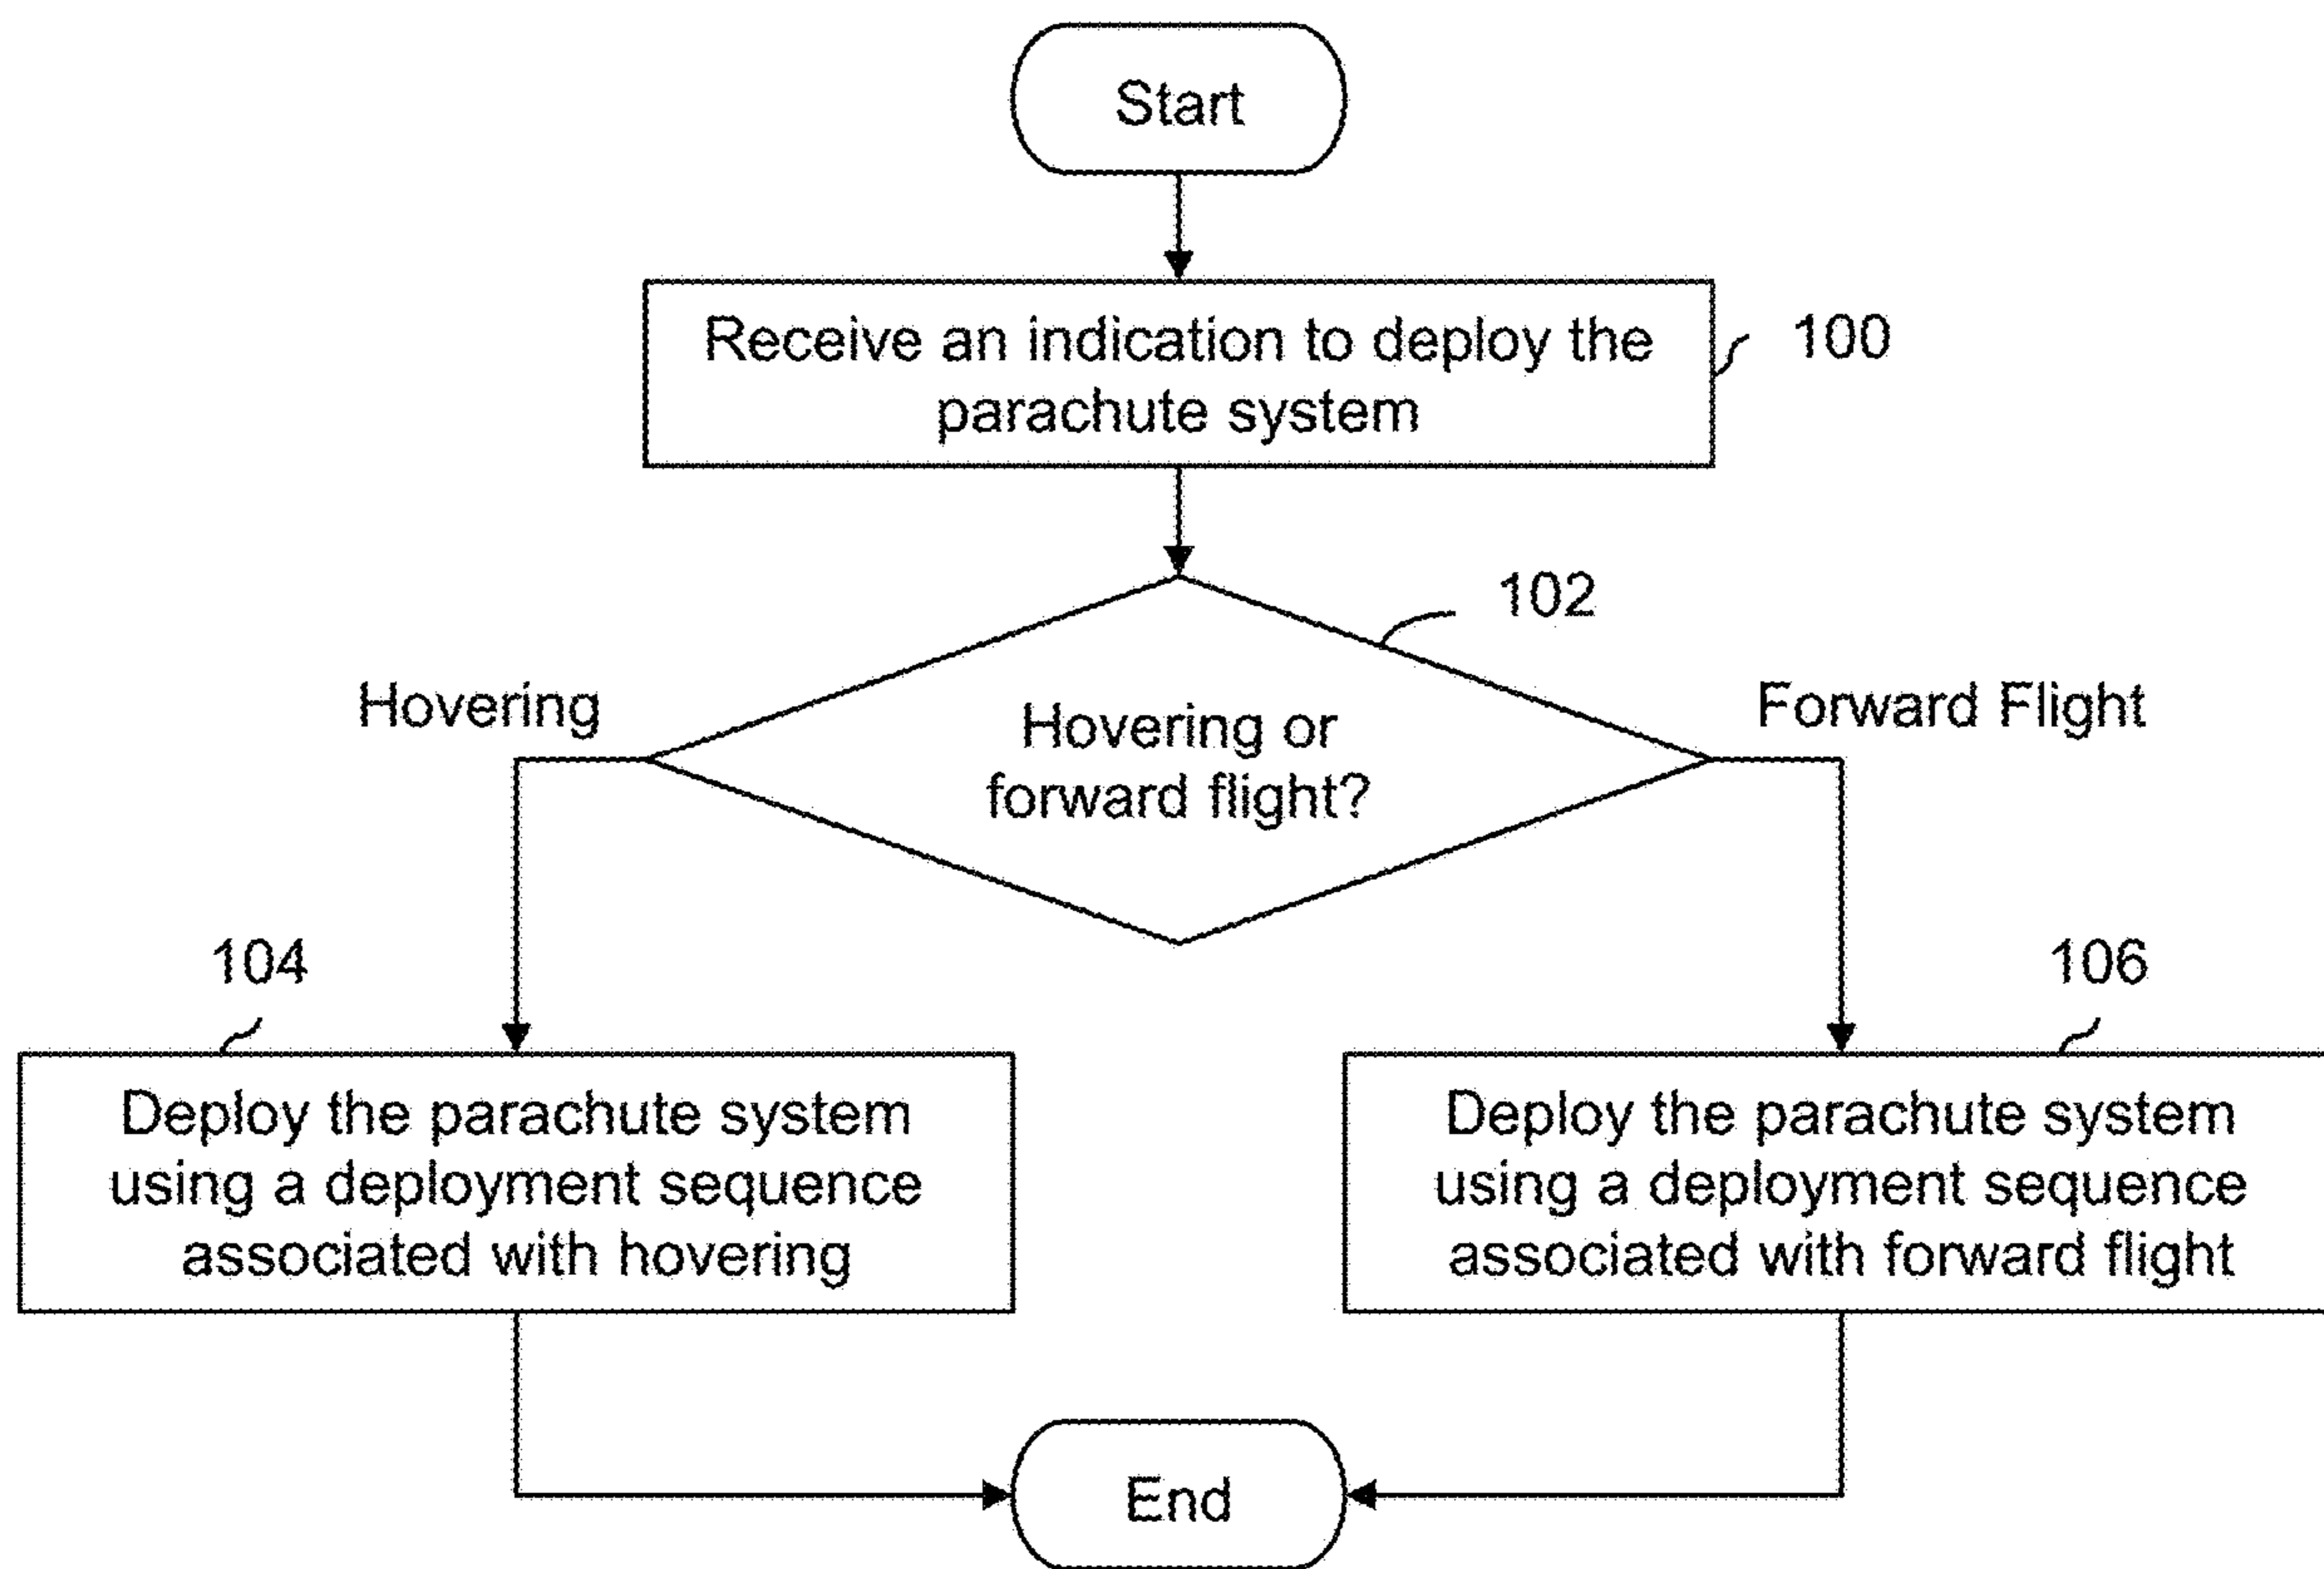 Start
Receive an indication to deploy the
parachute system
100
102
Hovering
Hovering or
forward flight?
Forward Flight
104
106
Deploy the parachute system
using a deployment sequence
associated with hovering
Deploy the parachute system
using a deployment sequence
associated with forward flight
End